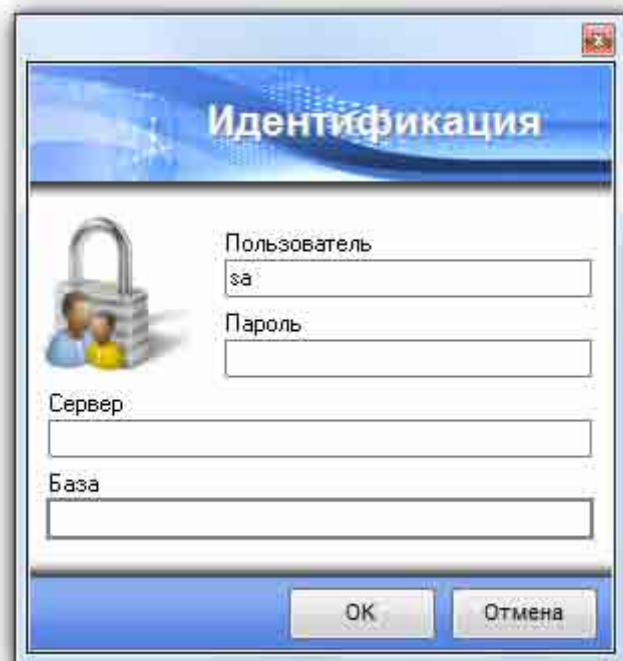 Идентификация
Пользователь
sa
Пароль
Сервер
База
OK
Отмена